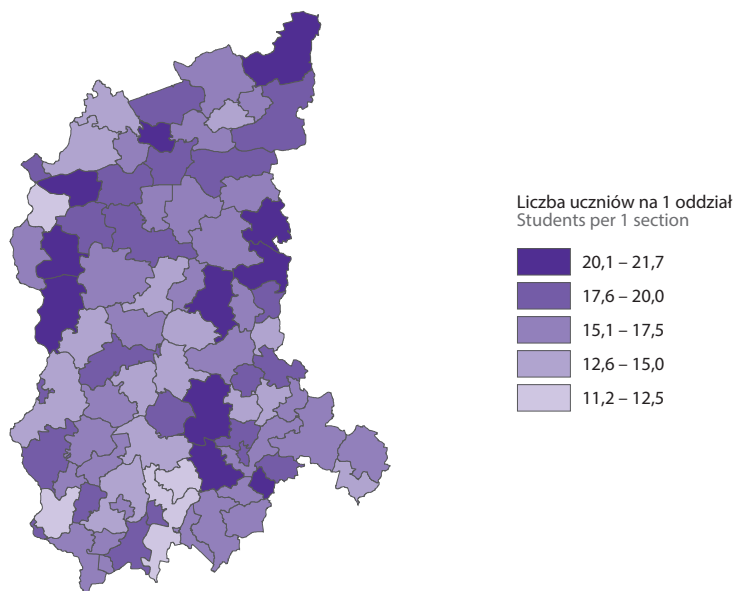 Liczba uczniów na 1 oddział
Students per 1 section
20,1 – 21,7
17,6 – 20,0
15,1 – 17,5
12,6 – 15,0
11,2 – 12,5